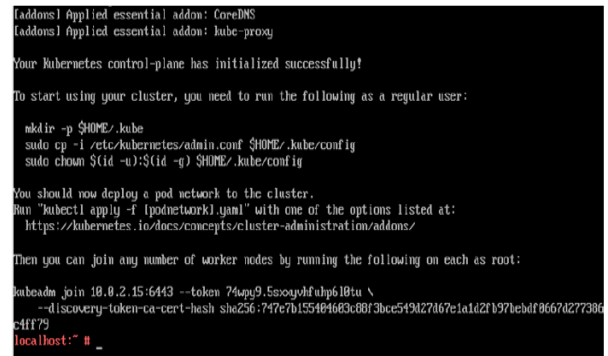 [addons] Applied essential addon: CoreDNS
[addons] Applied essential addon: kube-proxy
Your Kubernetes control-plane has initialized successfully!
To start using your cluster, you need to run the following as a regular user:
mkdir -p $HOME/.kube
sudo cp -i /etc/kubernetes/admin.conf $HOME/.kube/config
sudo chown $(id -u):$(id -g) $HOME/.kube/config
You should now deploy a pod network to the cluster.
Run "kubectl apply -f [podnetwork].yaml" with one of the options listed at:
https://kubernetes.io/docs/concepts/cluster-administration/addons/
Then you can join any number of worker nodes by running the following on each as root:
kubeadm join 10.0.2.15:6443 --token \
--discovery-token-ca-cert-hash
c4ff79
localhost:~ # _